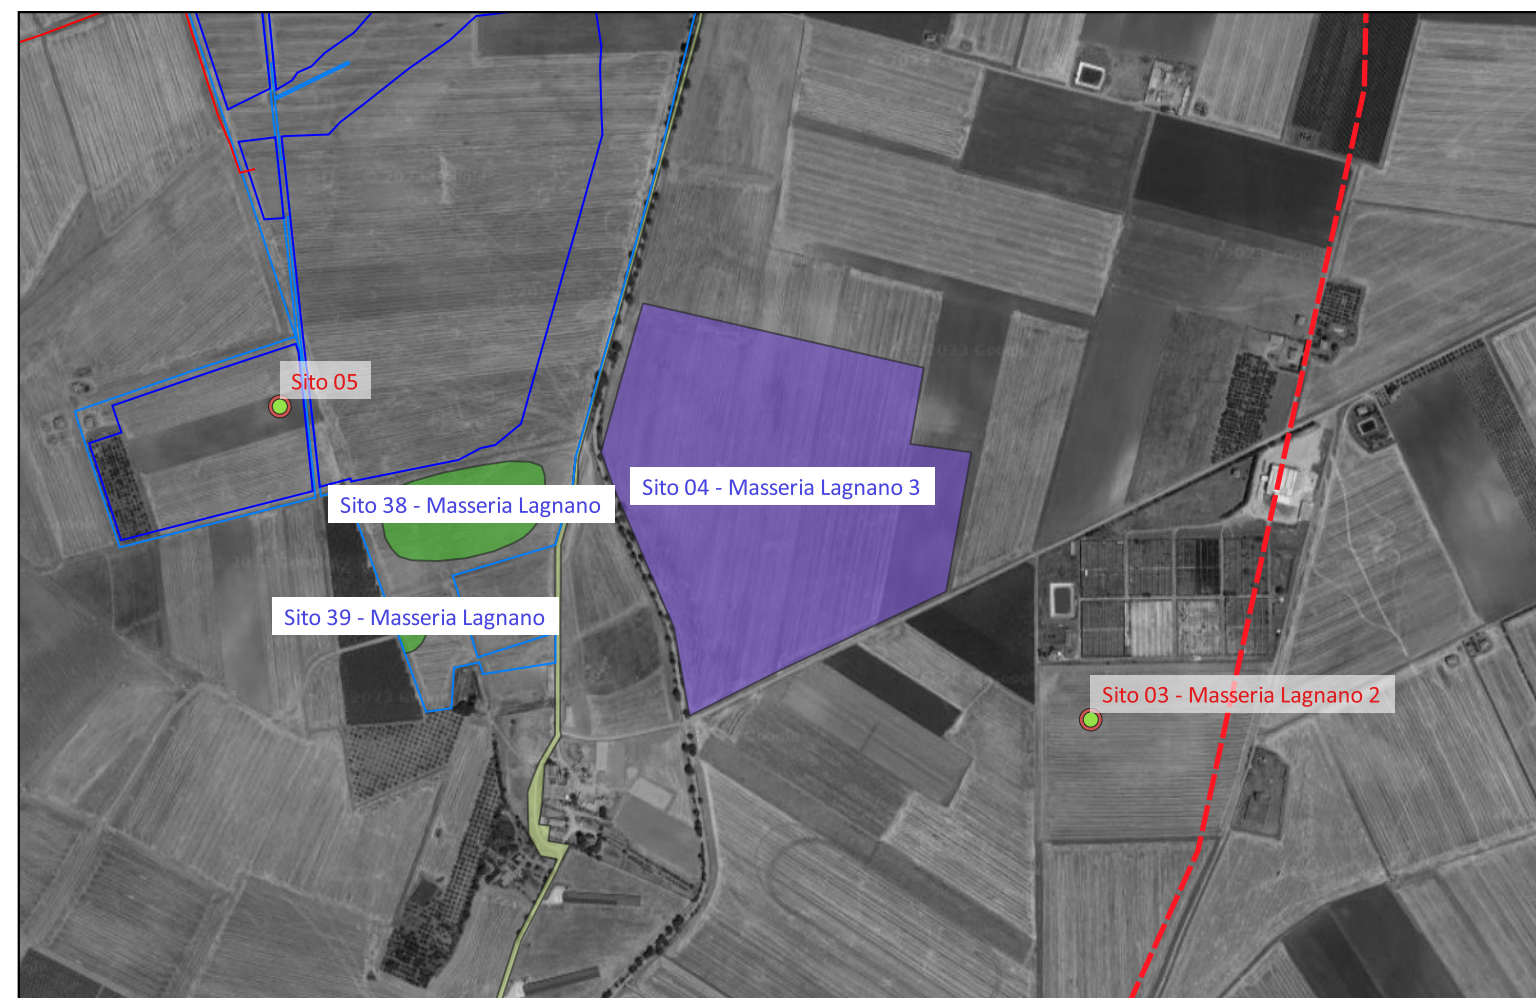 Sito 05
Sito 04 - Masseria Lagnano 3
Sito 38 - Masseria Lagnano
Sito 39 - Masseria Lagnano
Sito 03 - Masseria Lagnano 2